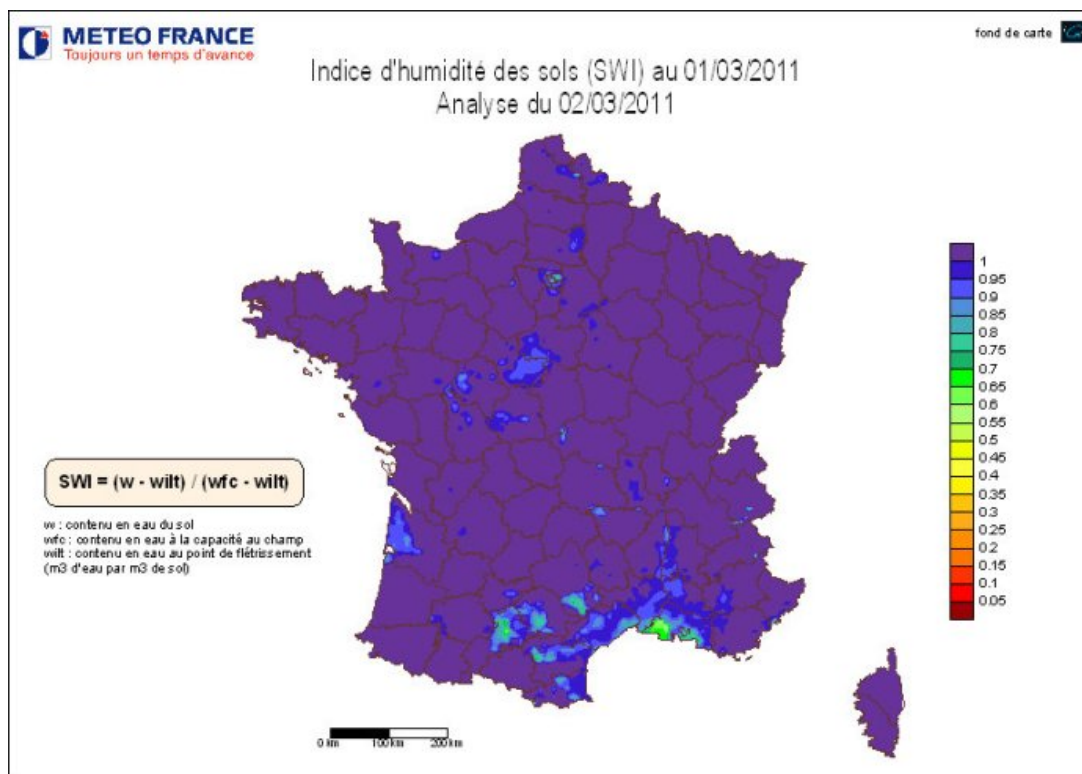 METEO FRANCE
Toujours un temps d'avance
fond de carte
Indice d'humidité des sols (SWI) au 01/03/2011
Analyse du 02/03/2011
1
0.95
0.9
0.85
0.8
0.75
0.7
0.65
0.6
0.5
0.45
0.4
0.35
0.3
0.25
0.2
0.15
0.1
0.05
SWI = (w - wilt) / (wfc - wilt)
w : contenu en eau du sol
wfc : contenu en eau à la capacité au champ
wilt : contenu en eau au point de flétrissement
(m3 d'eau par m3 de sol)
0 km 100 km 200 km